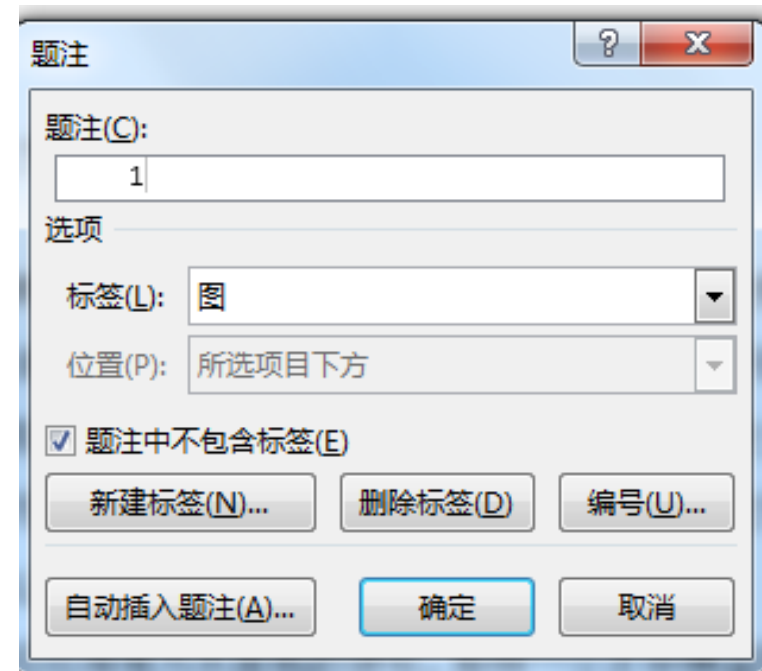 题注
题注(C):
1
选项
标签(L): 图
位置(P): 所选项目下方
题注中不包含标签(E)
新建标签(N)... 删除标签(D) 编号(U)...
自动插入题注(A)... 确定 取消